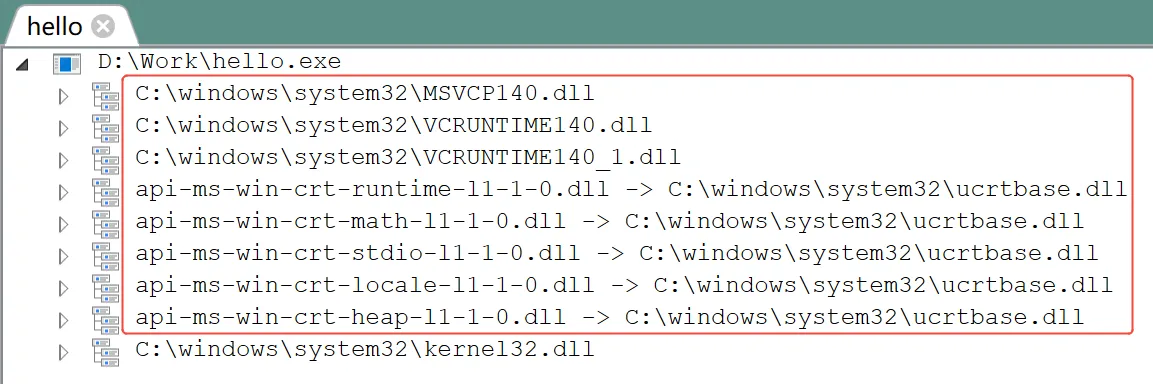 hello
D:\Work\hello.exe
C:\windows\system32\MSVCP140.dll
C:\windows\system32\VCRUNTIME140.dll
C:\windows\system32\VCRUNTIME140_1.dll
api-ms-win-crt-runtime-l1-1-0.dll -> C:\windows\system32\ucrtbase.dll
api-ms-win-crt-math-l1-1-0.dll -> C:\windows\system32\ucrtbase.dll
api-ms-win-crt-stdio-l1-1-0.dll -> C:\windows\system32\ucrtbase.dll
api-ms-win-crt-locale-l1-1-0.dll -> C:\windows\system32\ucrtbase.dll
api-ms-win-crt-heap-l1-1-0.dll -> C:\windows\system32\ucrtbase.dll
C:\windows\system32\kernel32.dll